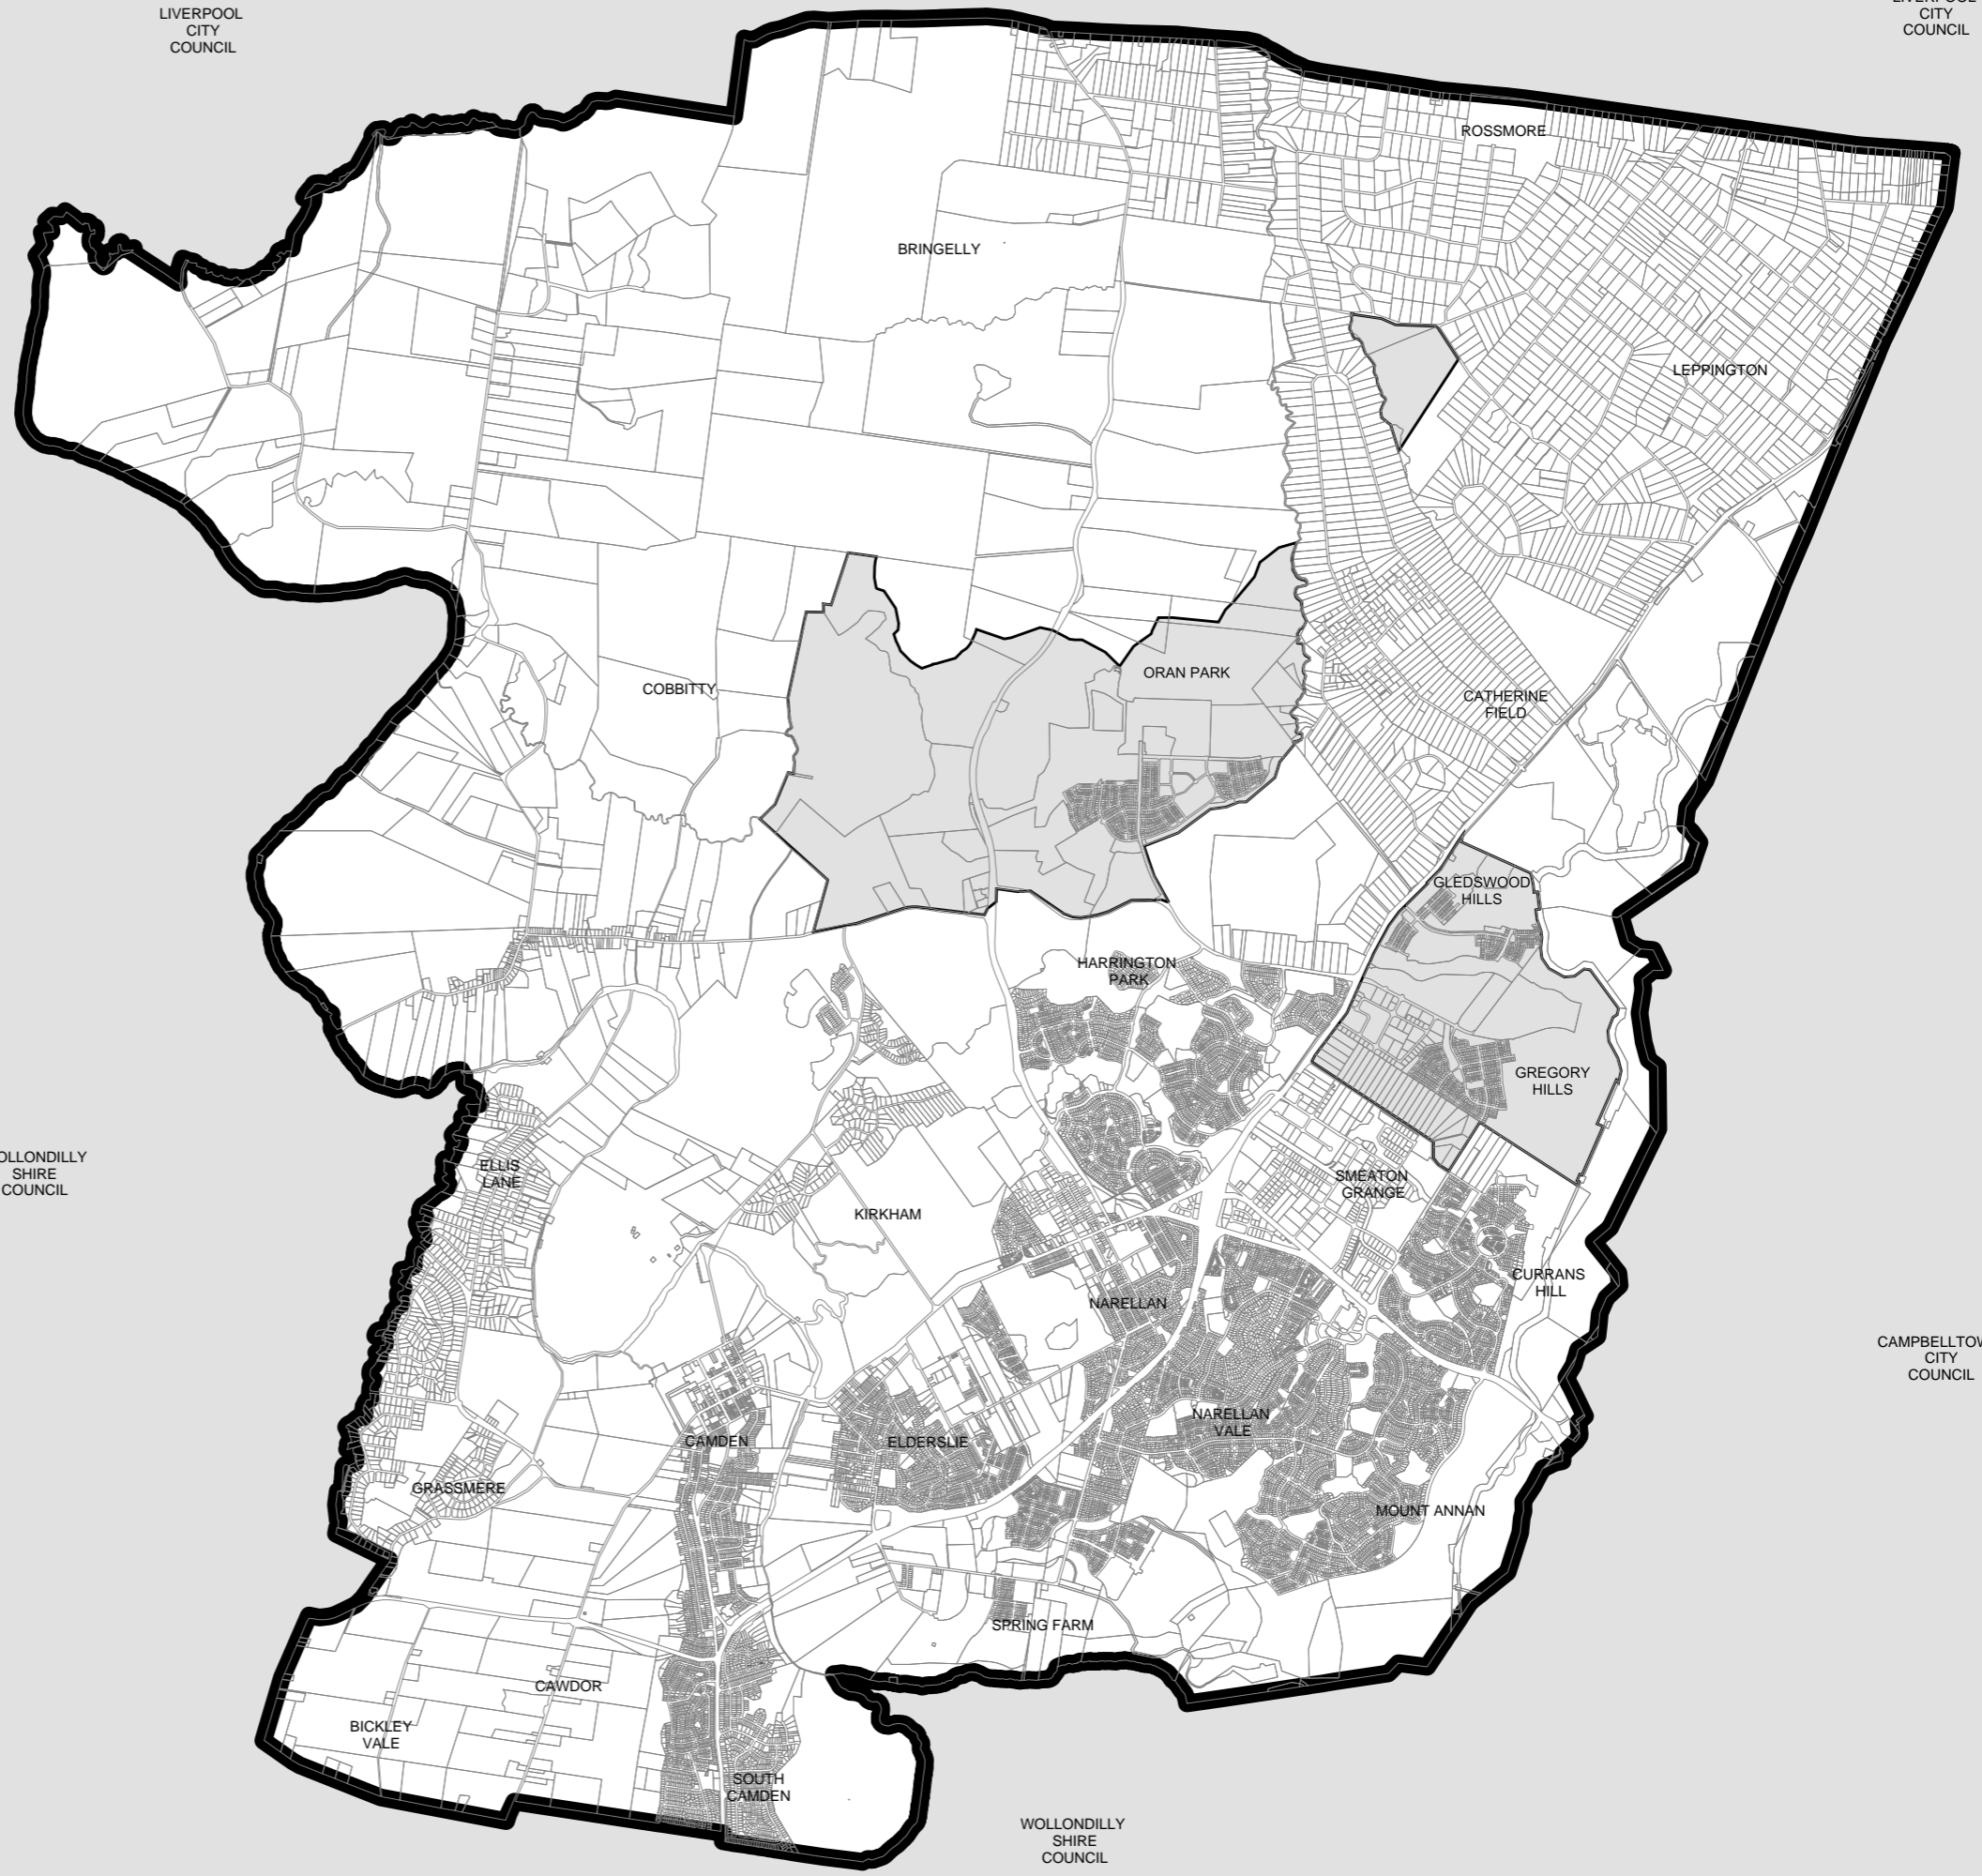 LIVERPOOL
CITY
COUNCIL
LIVERPOOL
CITY
COUNCIL
ROSSMORE
BRINGELLY
LEPPINGTON
ORAN PARK
COBBITTY
CATHERINE
FIELD
GLEDSWOOD
HILLS
HARRINGTON
PARK
GREGORY
HILLS
OLLONDILLY
SHIRE
COUNCIL
ELLIS
LANE
SMEATON
GRANGE
KIRKHAM
CURRANS
HILL
NARELLAN
CAMPBELLTOW
CITY
COUNCIL
NARELLAN
VALE
CAMDEN
ELDERSLIE
GRASSMERE
MOUNT ANNAN
SPRING FARM
CAWDOR
BICKLEY
VALE
SOUTH
CAMDEN
WOLLONDILLY
SHIRE
COUNCIL